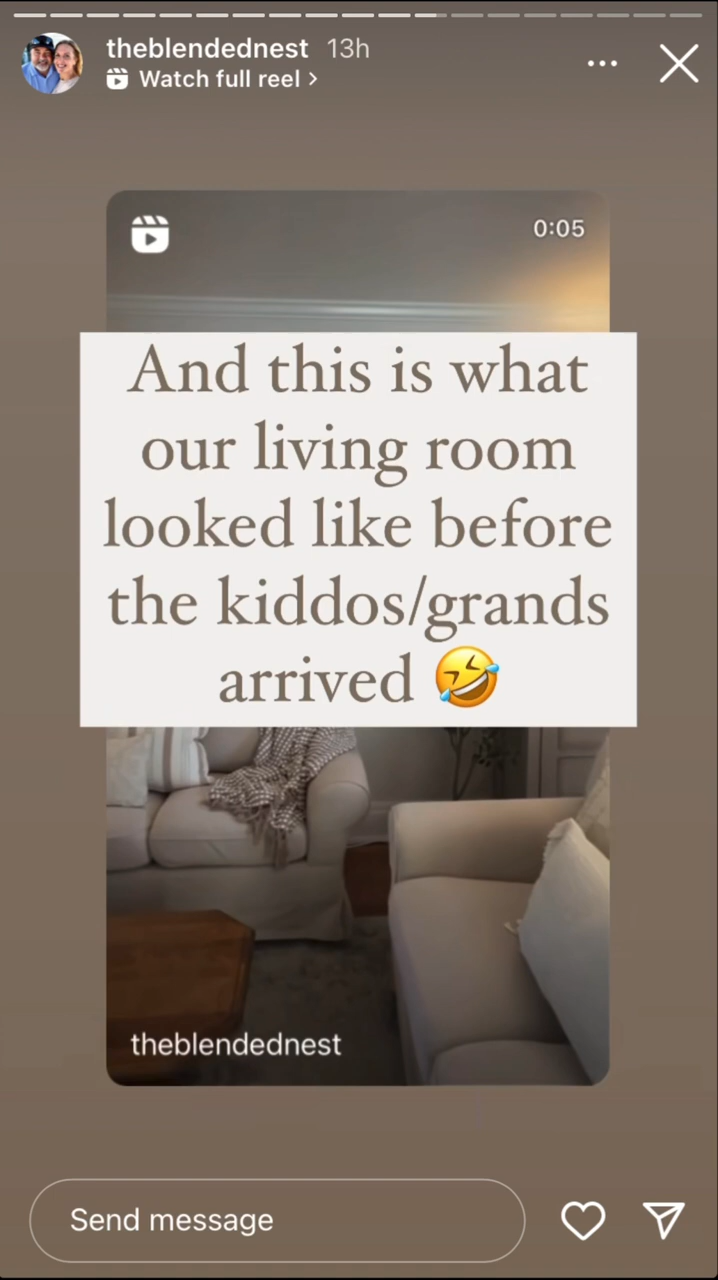 theblendednest 13h
Watch full reel >
0:05
And this is what
our living room
looked like before
the kiddos/grands
arrived 🤣
theblendednest
Send message